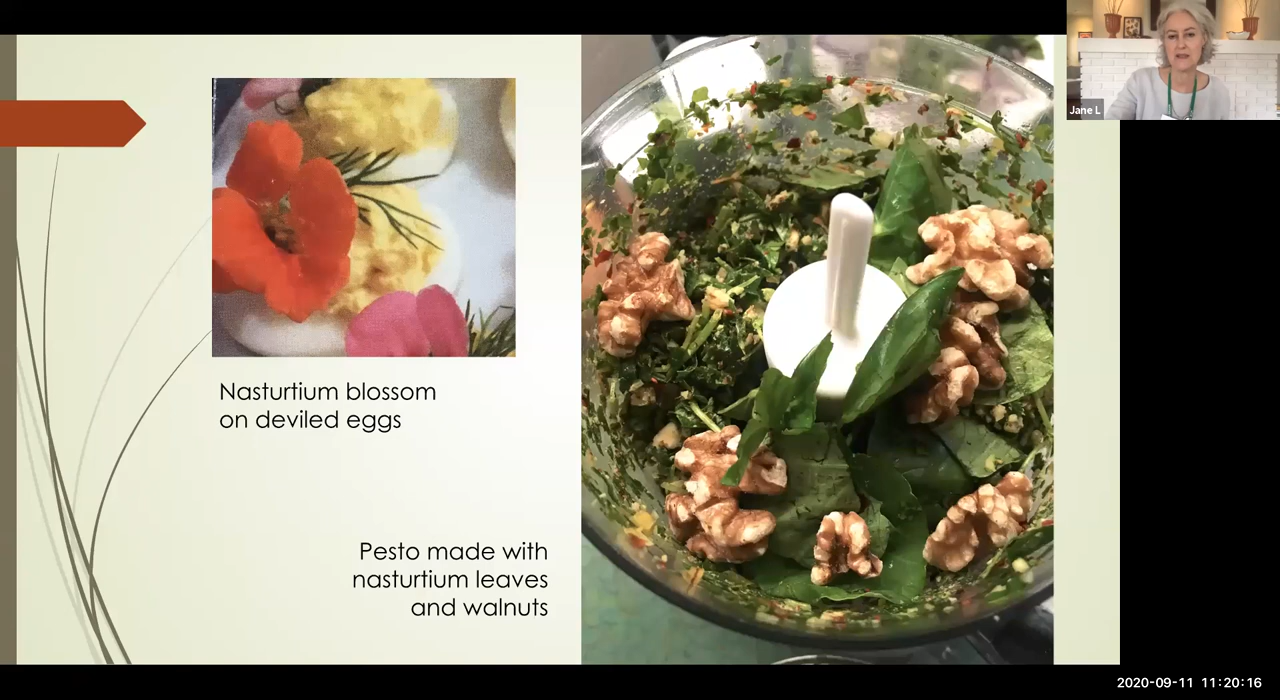 Jane L
Nasturtium blossom
on deviled eggs
Pesto made with
nasturtium leaves
and walnuts
2020-09-11 11:20:16